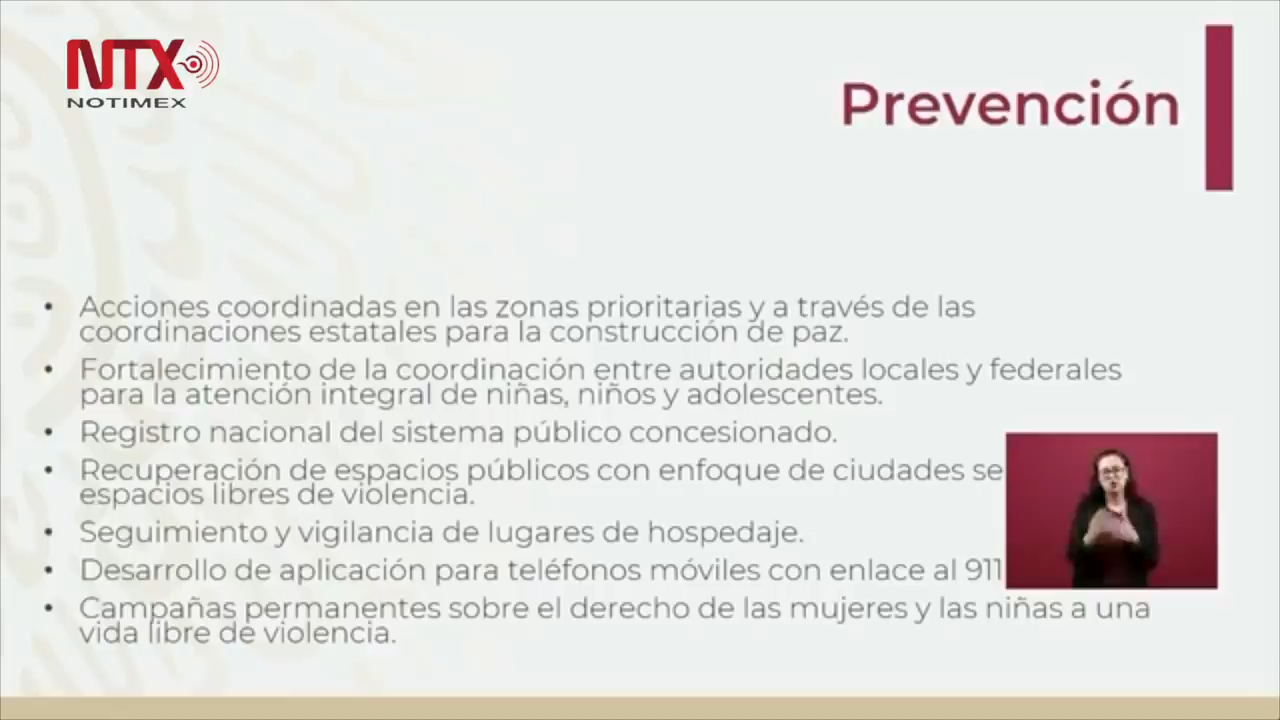 NTX
NOTIMEX
Prevención
• Acciones coordinadas en las zonas prioritarias y a través de las
coordinaciones estatales para la construcción de paz.
• Fortalecimiento de la coordinación entre autoridades locales y federales
para la atención integral de niñas, niños y adolescentes.
• Registro nacional del sistema público concesionado.
• Recuperación de espacios públicos con enfoque de ciudades
espacios libres de violencia.
• Seguimiento y vigilancia de lugares de hospedaje.
• Desarrollo de aplicación para teléfonos móviles con enlace al 911
• Campañas permanentes sobre el derecho de las mujeres y las niñas a una
vida libre de violencia.